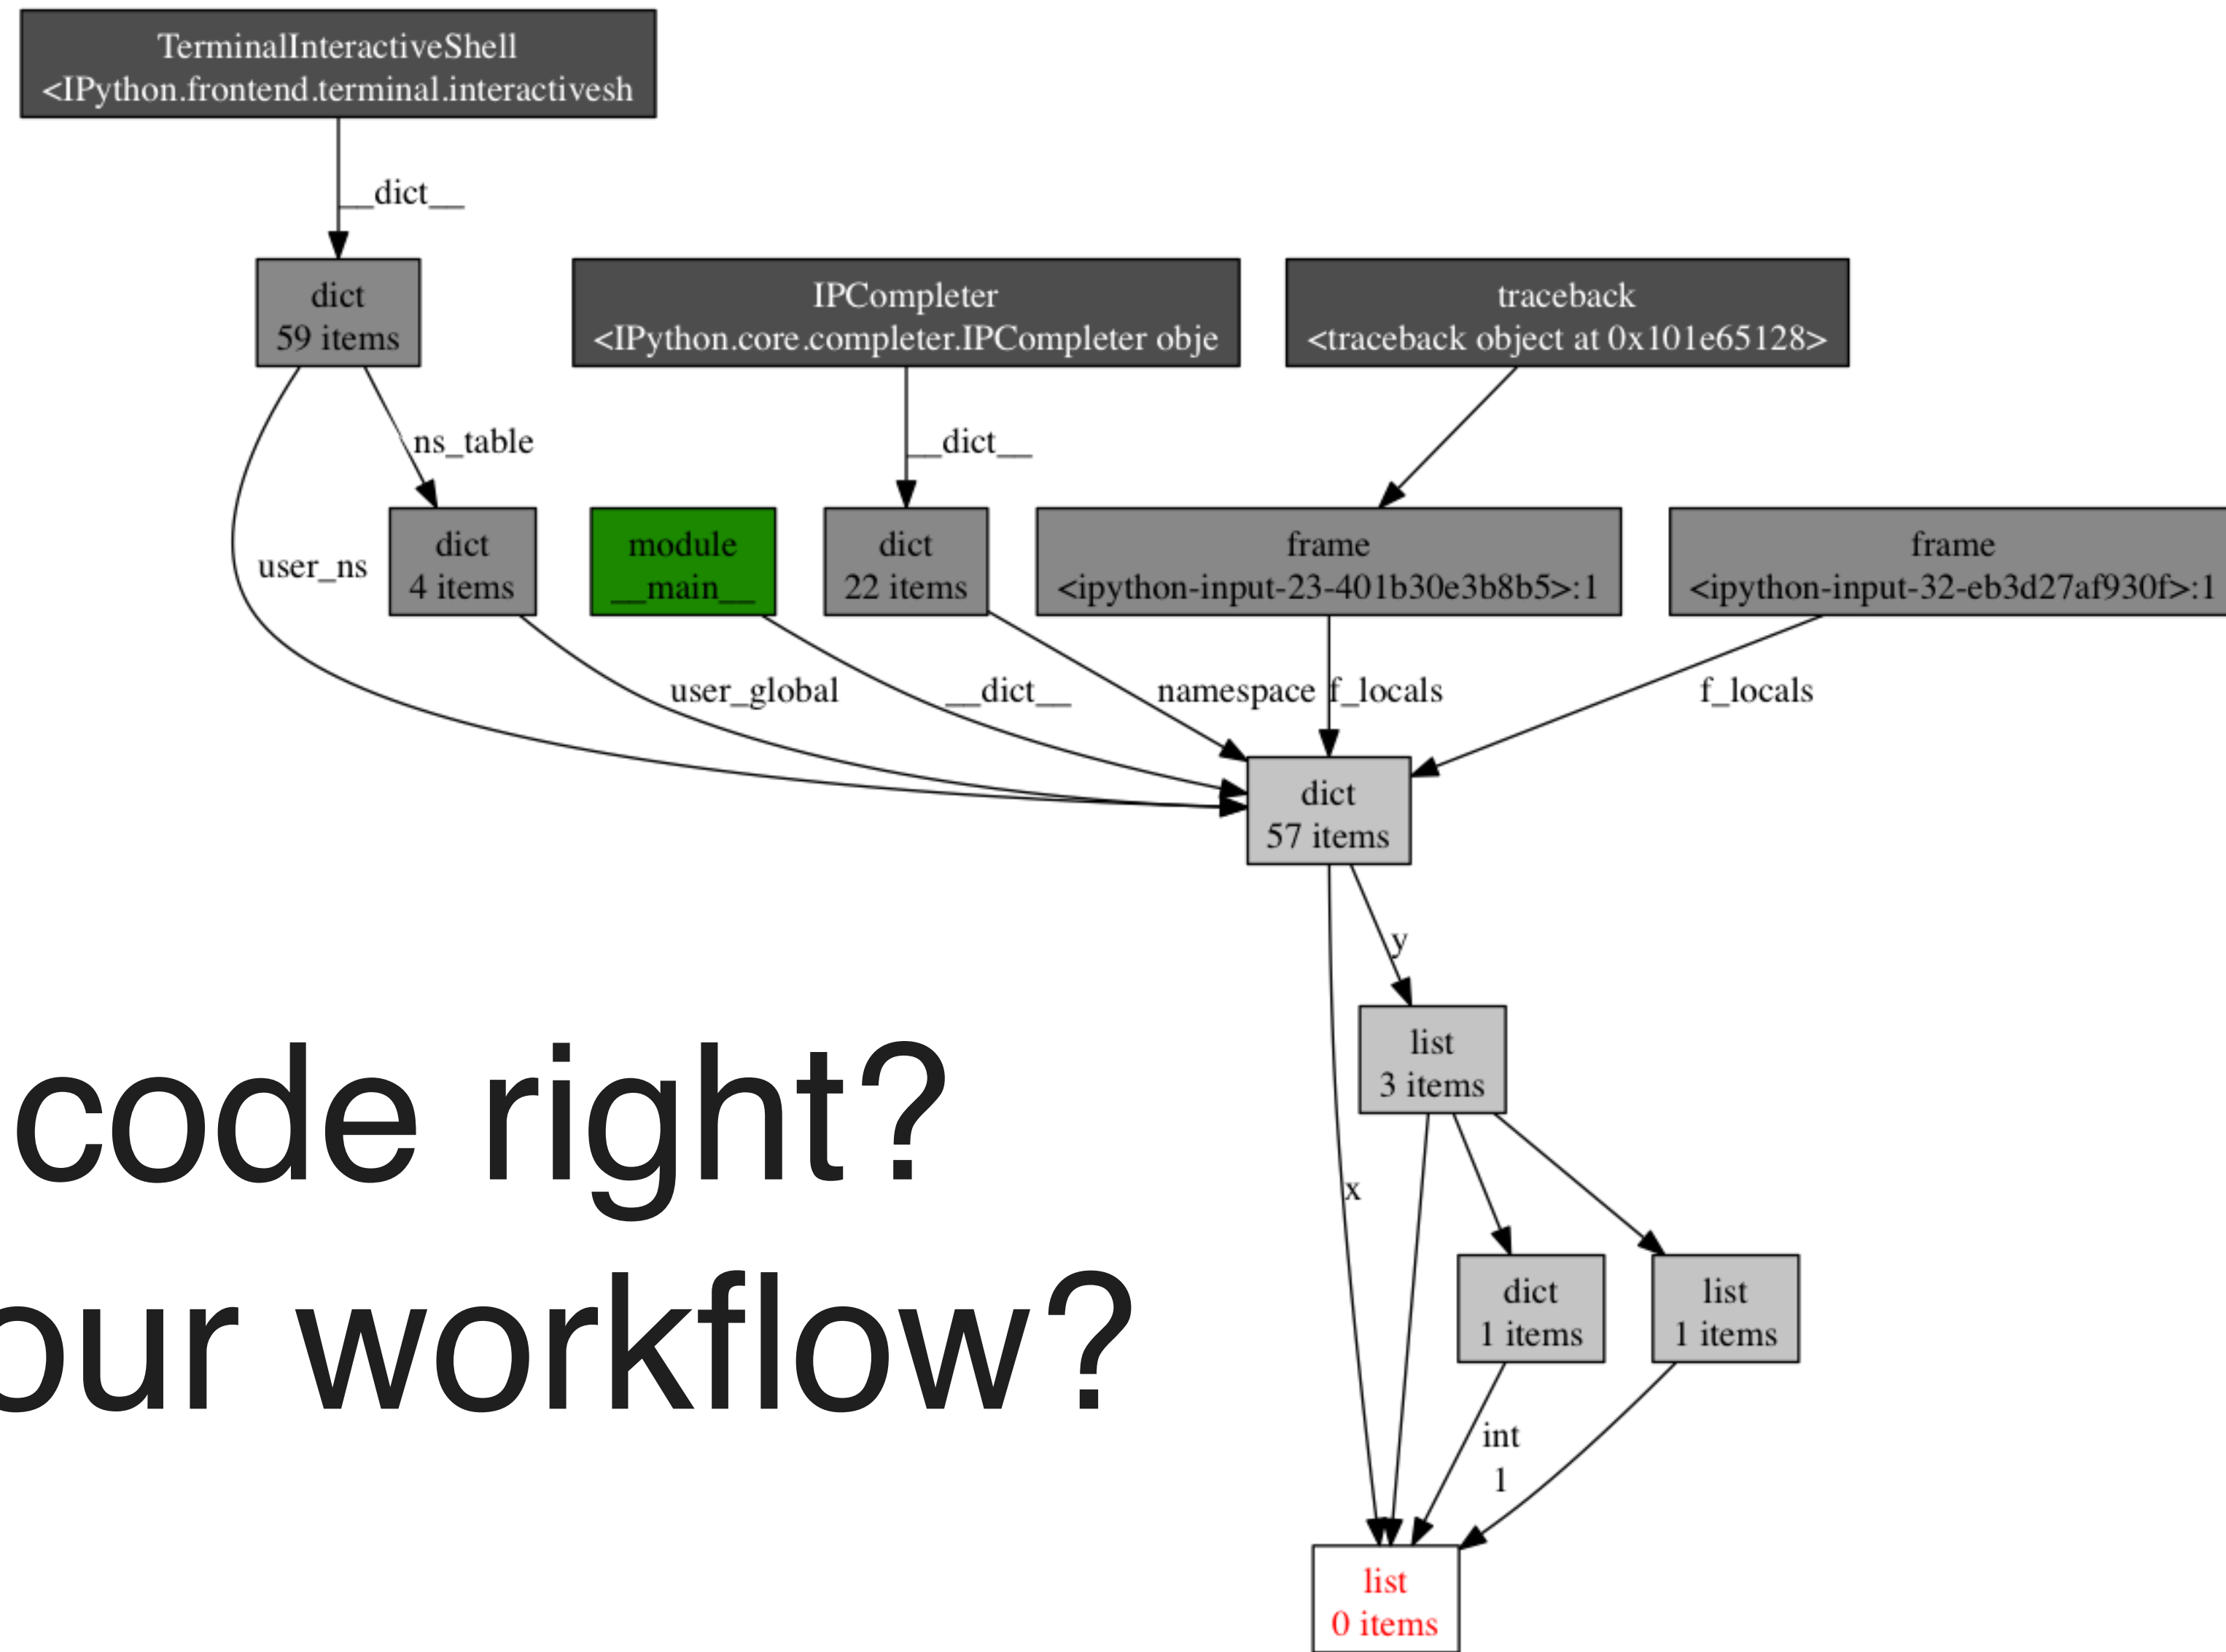 TerminalInteractiveShell
<IPython.frontend.terminal.interactivesh
__dict__
dict
59 items
IPCompleter
<IPython.core.completer.IPCompleter obje
traceback
<traceback object at 0x101e65128>
ns_table
__dict__
user_ns
dict
4 items
module
__main__
dict
22 items
frame
<ipython-input-23-401b30e3b8b5>:1
frame
<ipython-input-32-eb3d27af930f>:1
user_global
__dict__
namespace
f_locals
f_locals
dict
57 items
y
list
3 items
code right?
x
dict
1 items
list
1 items
our workflow?
int
1
list
0 items